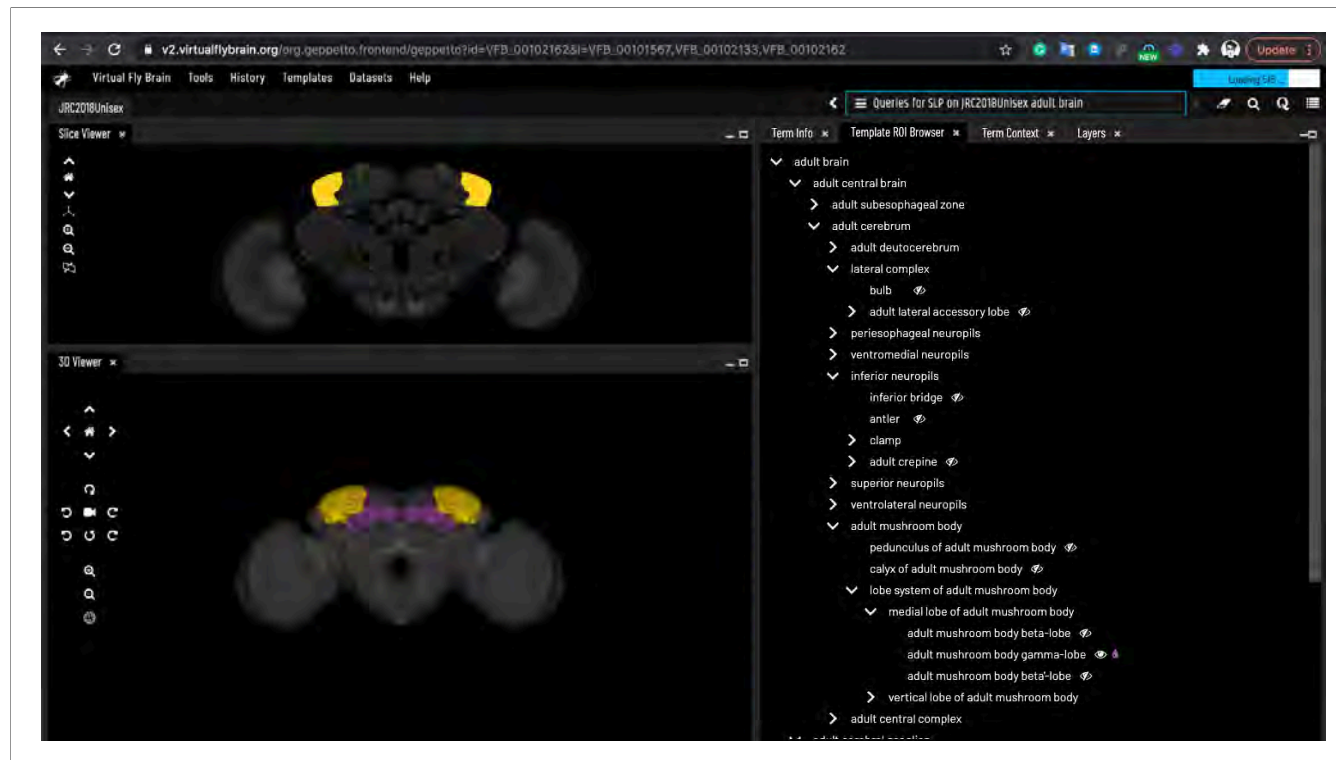 v2.virtualflybrain.org/org.geppetto.frontend/geppetto?id=VFB_00102162&i=VFB_00101567,VFB_00102133,VFB_00102162
NEW
Update
Virtual Fly Brain Tools History Templates Datasets Help
JRC2018Unisex
Queries for SLP on JRC2018Unisex adult brain
Slice Viewer
Term Info Template ROI Browser Term Context Layers
adult brain
adult central brain
adult subesophageal zone
adult cerebrum
adult deutocerebrum
lateral complex
bulb
adult lateral accessory lobe
periesophageal neuropils
ventromedial neuropils
3D Viewer
inferior neuropils
inferior bridge
antler
clamp
adult crepine
superior neuropils
ventrolateral neuropils
adult mushroom body
pedunculus of adult mushroom body
calyx of adult mushroom body
lobe system of adult mushroom body
medial lobe of adult mushroom body
adult mushroom body beta-lobe
adult mushroom body gamma-lobe
adult mushroom body beta'-lobe
vertical lobe of adult mushroom body
adult central complex